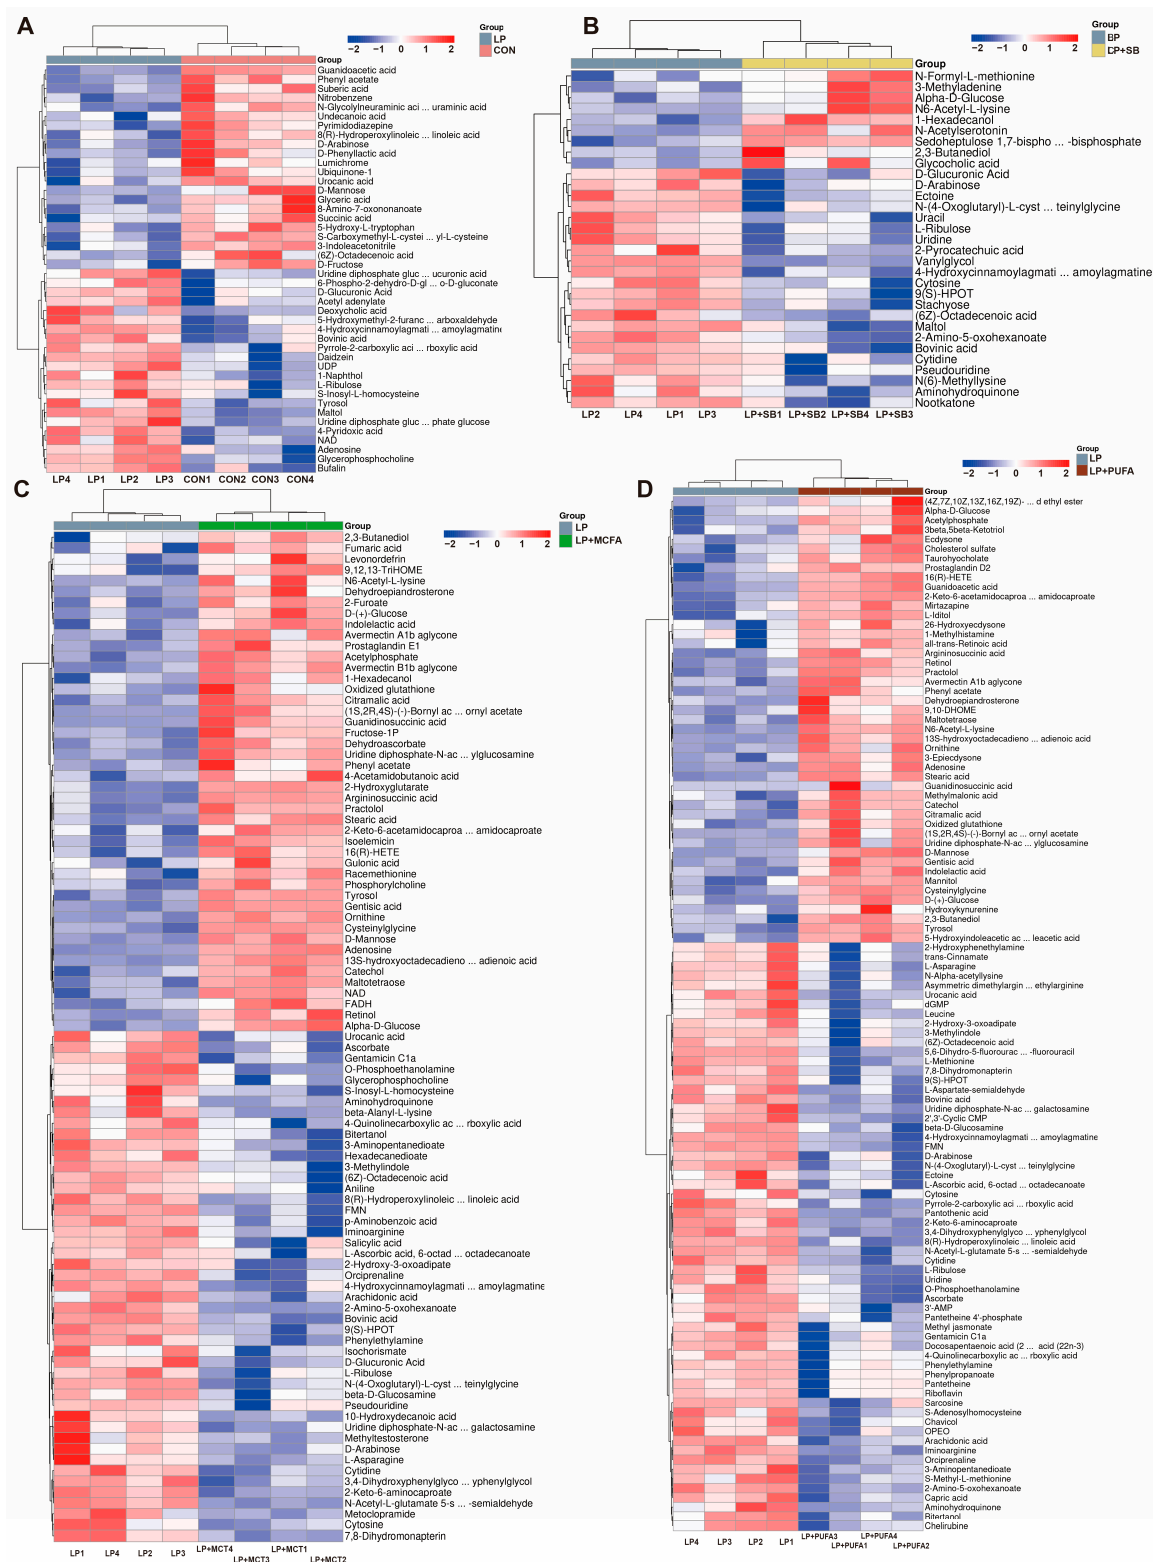 A
Group
LP
CON
−2 −1 0 1 2
Group
Guanidoacetic acid
Phenyl acetate
Suberic acid
Nitrobenzene
N-Glycolylneuraminic aci ... uraminic acid
Undecanoic acid
Pyrimidodiazepine
8(R)-Hydroperoxylinoleic ... linoleic acid
D-Arabinose
D-Phenyllactic acid
Lumichrome
Ubiquinone-1
Urocanic acid
D-Mannose
Glyceric acid
8-Amino-7-oxononanoate
Succinic acid
5-Hydroxy-L-tryptophan
S-Carboxymethyl-L-cystei ... yl-L-cysteine
3-Indoleacetonitrile
(6Z)-Octadecenoic acid
D-Fructose
Uridine diphosphate gluc ... ucuronic acid
6-Phospho-2-dehydro-D-gl ... o-D-gluconate
D-Glucuronic Acid
Acetyl adenylate
Deoxycholic acid
5-Hydroxymethyl-2-furanc ... arboxaldehyde
4-Hydroxycinnamoylagmati ... amoylagmatine
Bovinic acid
Pyrrole-2-carboxylic aci ... rboxylic acid
Daidzein
UDP
1-Naphthol
L-Ribulose
S-Inosyl-L-homocysteine
Tyrosol
Maltol
Uridine diphosphate gluc ... phate glucose
4-Pyridoxic acid
NAD
Adenosine
Glycerophosphocholine
Bufalin
LP4 LP1 LP2 LP3 CON1 CON2 CON3 CON4
B
Group
LP
LP+SB
−2 −1 0 1 2
Group
N-Formyl-L-methionine
3-Methyladenine
Alpha-D-Glucose
N6-Acetyl-L-lysine
1-Hexadecanol
N-Acetylserotonin
Sedoheptulose 1,7-bispho ... -bisphosphate
2,3-Butanediol
Glycocholic acid
D-Glucuronic Acid
D-Arabinose
Ectoine
N-(4-Oxoglutaryl)-L-cyst ... teinylglycine
Uracil
L-Ribulose
Uridine
2-Pyrocatechuic acid
Vanylglycol
4-Hydroxycinnamoylagmati ... amoylagmatine
Cytosine
9(S)-HPOT
Stachyose
(6Z)-Octadecenoic acid
Maltol
2-Amino-5-oxohexanoate
Bovinic acid
Cytidine
Pseudouridine
N(6)-Methyllysine
Aminohydroquinone
Nootkatone
LP2 LP4 LP1 LP3 LP+SB1 LP+SB2 LP+SB4 LP+SB3
C
Group
LP
LP+MCFA
−2 −1 0 1 2
Group
2,3-Butanediol
Fumaric acid
Levonordefrin
9,12,13-TriHOME
N6-Acetyl-L-lysine
Dehydroepiandrosterone
2-Furoate
D-(+)-Glucose
Indolelactic acid
Avermectin A1b aglycone
Prostaglandin E1
Acetylphosphate
Avermectin B1b aglycone
1-Hexadecanol
Oxidized glutathione
Citramalic acid
(1S,2R,4S)-(-)-Bornyl ac ... ornyl acetate
Guanidinosuccinic acid
Fructose-1P
Dehydroascorbate
Uridine diphosphate-N-ac ... ylglucosamine
Phenyl acetate
4-Acetamidobutanoic acid
2-Hydroxyglutarate
Argininosuccinic acid
Practolol
Stearic acid
2-Keto-6-acetamidocaproa ... amidocaproate
Isoelemicin
16(R)-HETE
Gulonic acid
Racemethionine
Phosphorylcholine
Tyrosol
Gentisic acid
Ornithine
Cysteinylglycine
D-Mannose
Adenosine
13S-hydroxyoctadecadieno ... adienoic acid
Catechol
Maltotetraose
NAD
FADH
Retinol
Alpha-D-Glucose
Urocanic acid
Ascorbate
Gentamicin C1a
O-Phosphoethanolamine
Glycerophosphocholine
S-Inosyl-L-homocysteine
Aminohydroquinone
beta-Alanyl-L-lysine
4-Quinolinecarboxylic ac ... rboxylic acid
Bitertanol
3-Aminopentanedioate
Hexadecanedioate
3-Methylindole
(6Z)-Octadecenoic acid
Aniline
8(R)-Hydroperoxylinoleic ... linoleic acid
FMN
p-Aminobenzoic acid
Iminoarginine
Salicylic acid
L-Ascorbic acid, 6-octad ... octadecanoate
2-Hydroxy-3-oxoadipate
Orciprenaline
4-Hydroxycinnamoylagmati ... amoylagmatine
Arachidonic acid
2-Amino-5-oxohexanoate
Bovinic acid
9(S)-HPOT
Phenylethylamine
Isochorismate
D-Glucuronic Acid
L-Ribulose
N-(4-Oxoglutaryl)-L-cyst ... teinylglycine
beta-D-Glucosamine
Pseudouridine
10-Hydroxydecanoic acid
Uridine diphosphate-N-ac ... galactosamine
Methyltestosterone
D-Arabinose
L-Asparagine
Cytidine
3,4-Dihydroxyphenylglyco ... yphenylglycol
2-Keto-6-aminocaproate
N-Acetyl-L-glutamate 5-s ... -semialdehyde
Metoclopramide
Cytosine
7,8-Dihydromonapterin
LP1 LP4 LP2 LP3 LP+MCT4 LP+MCT3 LP+MCT1 LP+MCT2
D
Group
LP
LP+PUFA
−2 −1 0 1 2
Group
(4Z,7Z,10Z,13Z,16Z,19Z)- ... d ethyl ester
Alpha-D-Glucose
Acetylphosphate
3beta,5beta-Ketotriol
Ecdysone
Cholesterol sulfate
Taurohyocholate
Prostaglandin D2
16(R)-HETE
Guanidoacetic acid
2-Keto-6-acetamidocaproa ... amidocaproate
Mirtazapine
L-Iditol
26-Hydroxyecdysone
1-Methylhistamine
all-trans-Retinoic acid
Argininosuccinic acid
Retinol
Practolol
Avermectin A1b aglycone
Phenyl acetate
Dehydroepiandrosterone
9,10-DHOME
Maltotetraose
N6-Acetyl-L-lysine
13S-hydroxyoctadecadieno ... adienoic acid
Ornithine
3-Epiecdysone
Adenosine
Stearic acid
Guanidinosuccinic acid
Methylmalonic acid
Catechol
Citramalic acid
Oxidized glutathione
(1S,2R,4S)-(-)-Bornyl ac ... ornyl acetate
Uridine diphosphate-N-ac ... ylglucosamine
D-Mannose
Gentisic acid
Indolelactic acid
Mannitol
Cysteinylglycine
D-(+)-Glucose
Hydroxykynurenine
2,3-Butanediol
Tyrosol
5-Hydroxyindoleacetic ac ... leacetic acid
2-Hydroxyphenethylamine
trans-Cinnamate
L-Asparagine
N-Alpha-acetyllysine
Asymmetric dimethylargin ... ethylarginine
Urocanic acid
dGMP
Leucine
2-Hydroxy-3-oxoadipate
3-Methylindole
(6Z)-Octadecenoic acid
5,6-Dihydro-5-fluorourac ... -fluorouracil
L-Methionine
7,8-Dihydromonapterin
9(S)-HPOT
L-Aspartate-semialdehyde
Bovinic acid
Uridine diphosphate-N-ac ... galactosamine
2',3'-Cyclic CMP
beta-D-Glucosamine
4-Hydroxycinnamoylagmati ... amoylagmatine
FMN
D-Arabinose
N-(4-Oxoglutaryl)-L-cyst ... teinylglycine
Ectoine
L-Ascorbic acid, 6-octad ... octadecanoate
Cytosine
Pyrrole-2-carboxylic aci ... rboxylic acid
Pantothenic acid
2-Keto-6-aminocaproate
3,4-Dihydroxyphenylglyco ... yphenylglycol
8(R)-Hydroperoxylinoleic ... linoleic acid
N-Acetyl-L-glutamate 5-s ... -semialdehyde
Cytidine
L-Ribulose
Uridine
O-Phosphoethanolamine
Ascorbate
3'-AMP
Pantetheine 4'-phosphate
Methyl jasmonate
Gentamicin C1a
Docosapentaenoic acid (2 ... acid (22n-3)
4-Quinolinecarboxylic ac ... rboxylic acid
Phenylethylamine
Phenylpropanoate
Pantetheine
Riboflavin
Sarcosine
S-Adenosylhomocysteine
Chavicol
OPEO
Arachidonic acid
Iminoarginine
Orciprenaline
3-Aminopentanedioate
S-Methyl-L-methionine
2-Amino-5-oxohexanoate
Capric acid
Aminohydroquinone
Bitertanol
Chelirubine
LP4 LP3 LP2 LP1 LP+PUFA3 LP+PUFA1 LP+PUFA4 LP+PUFA2